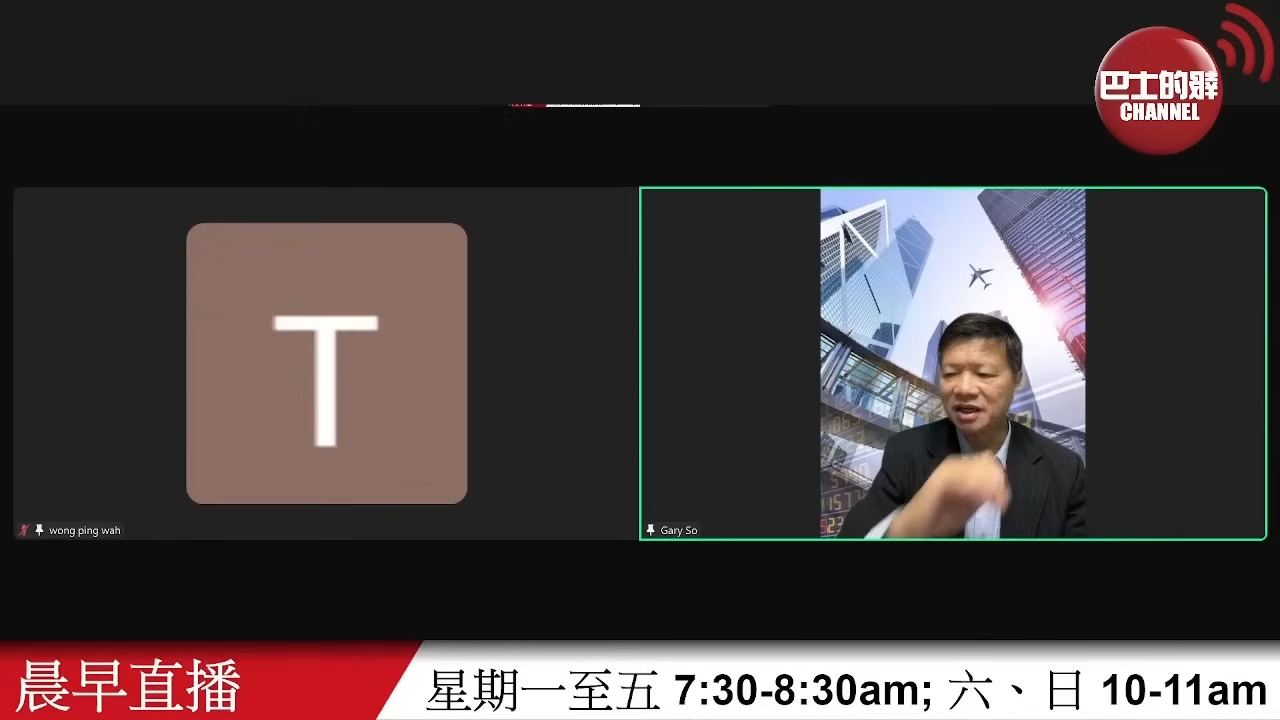 巴士的報
CHANNEL
T
wong ping wah
Gary So
晨早直播
星期一至五 7:30-8:30am; 六、日 10-11am